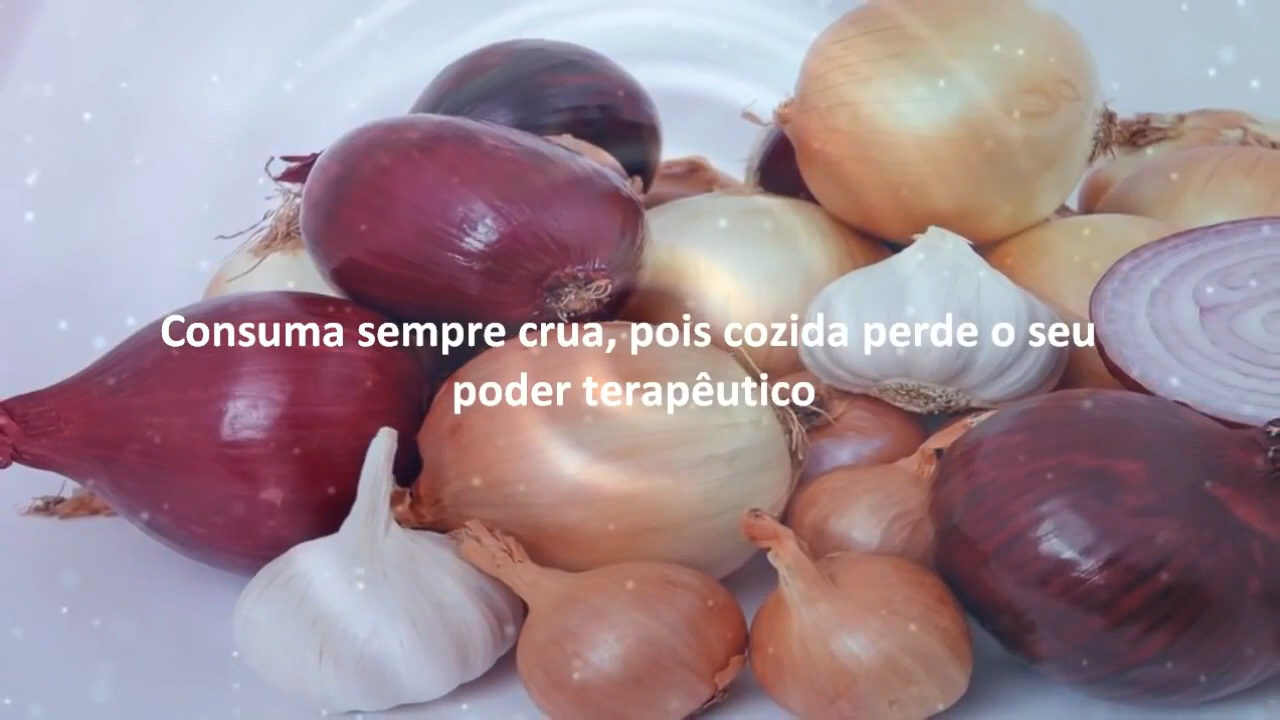 Consuma sempre crua, pois cozida perde o seu
poder terapêutico